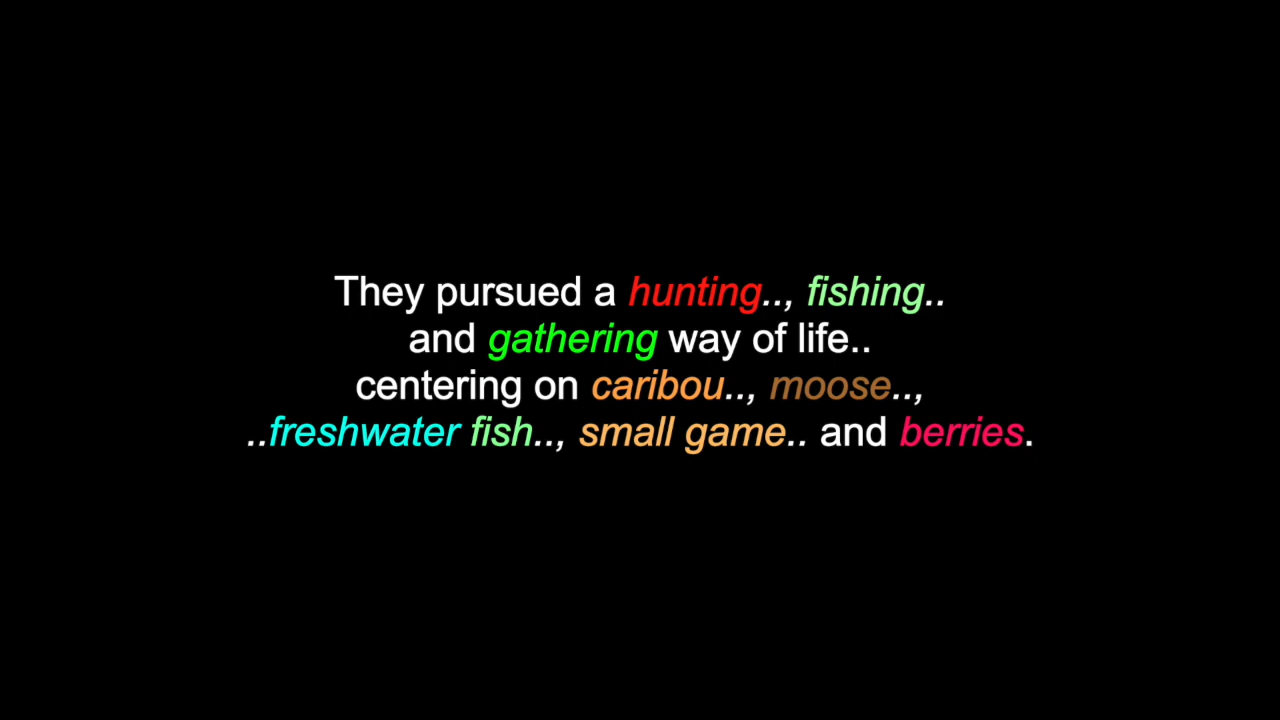 They pursued a hunting.., fishing..
and gathering way of life..
centering on caribou.., moose..,
..freshwater fish.., small game.. and berries.